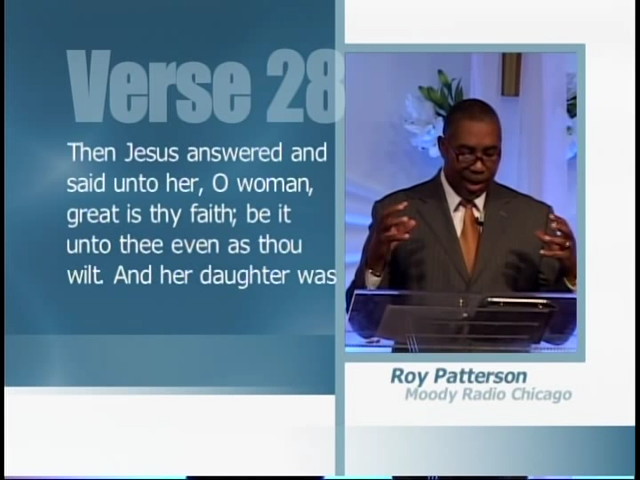 Verse 28
Then Jesus answered and
said unto her, O woman,
great is thy faith; be it
unto thee even as thou
wilt. And her daughter was
Roy Patterson
Moody Radio Chicago